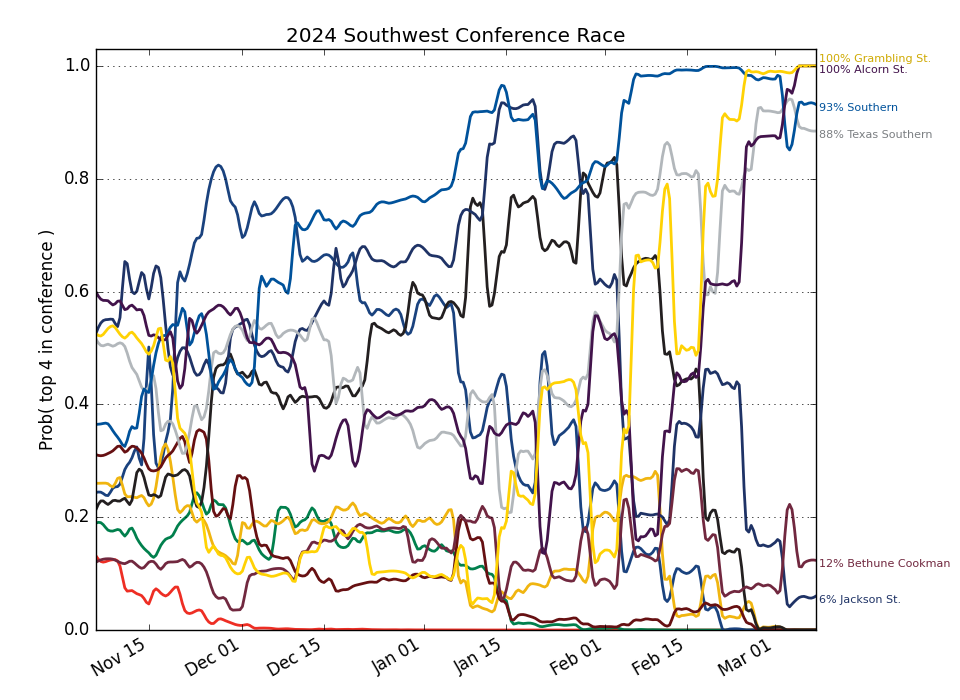 2024 Southwest Conference Race
Prob( top 4 in conference )
1.0
0.8
0.6
0.4
0.2
0.0
Nov 15
Dec 01
Dec 15
Jan 01
Jan 15
Feb 01
Feb 15
Mar 01
100% Grambling St.
100% Alcorn St.
93% Southern
88% Texas Southern
12% Bethune Cookman
6% Jackson St.